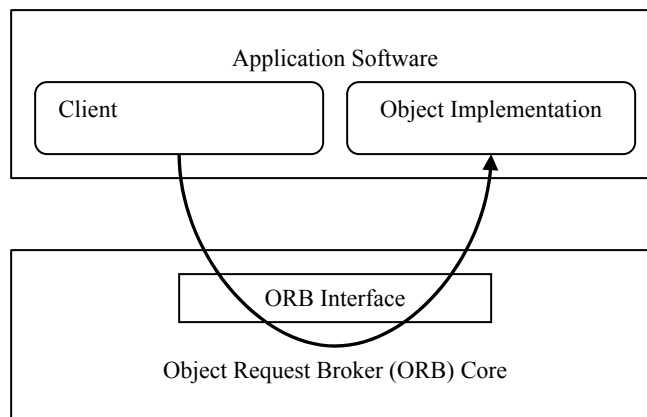 Application Software
Client
Object Implementation
ORB Interface
Object Request Broker (ORB) Core